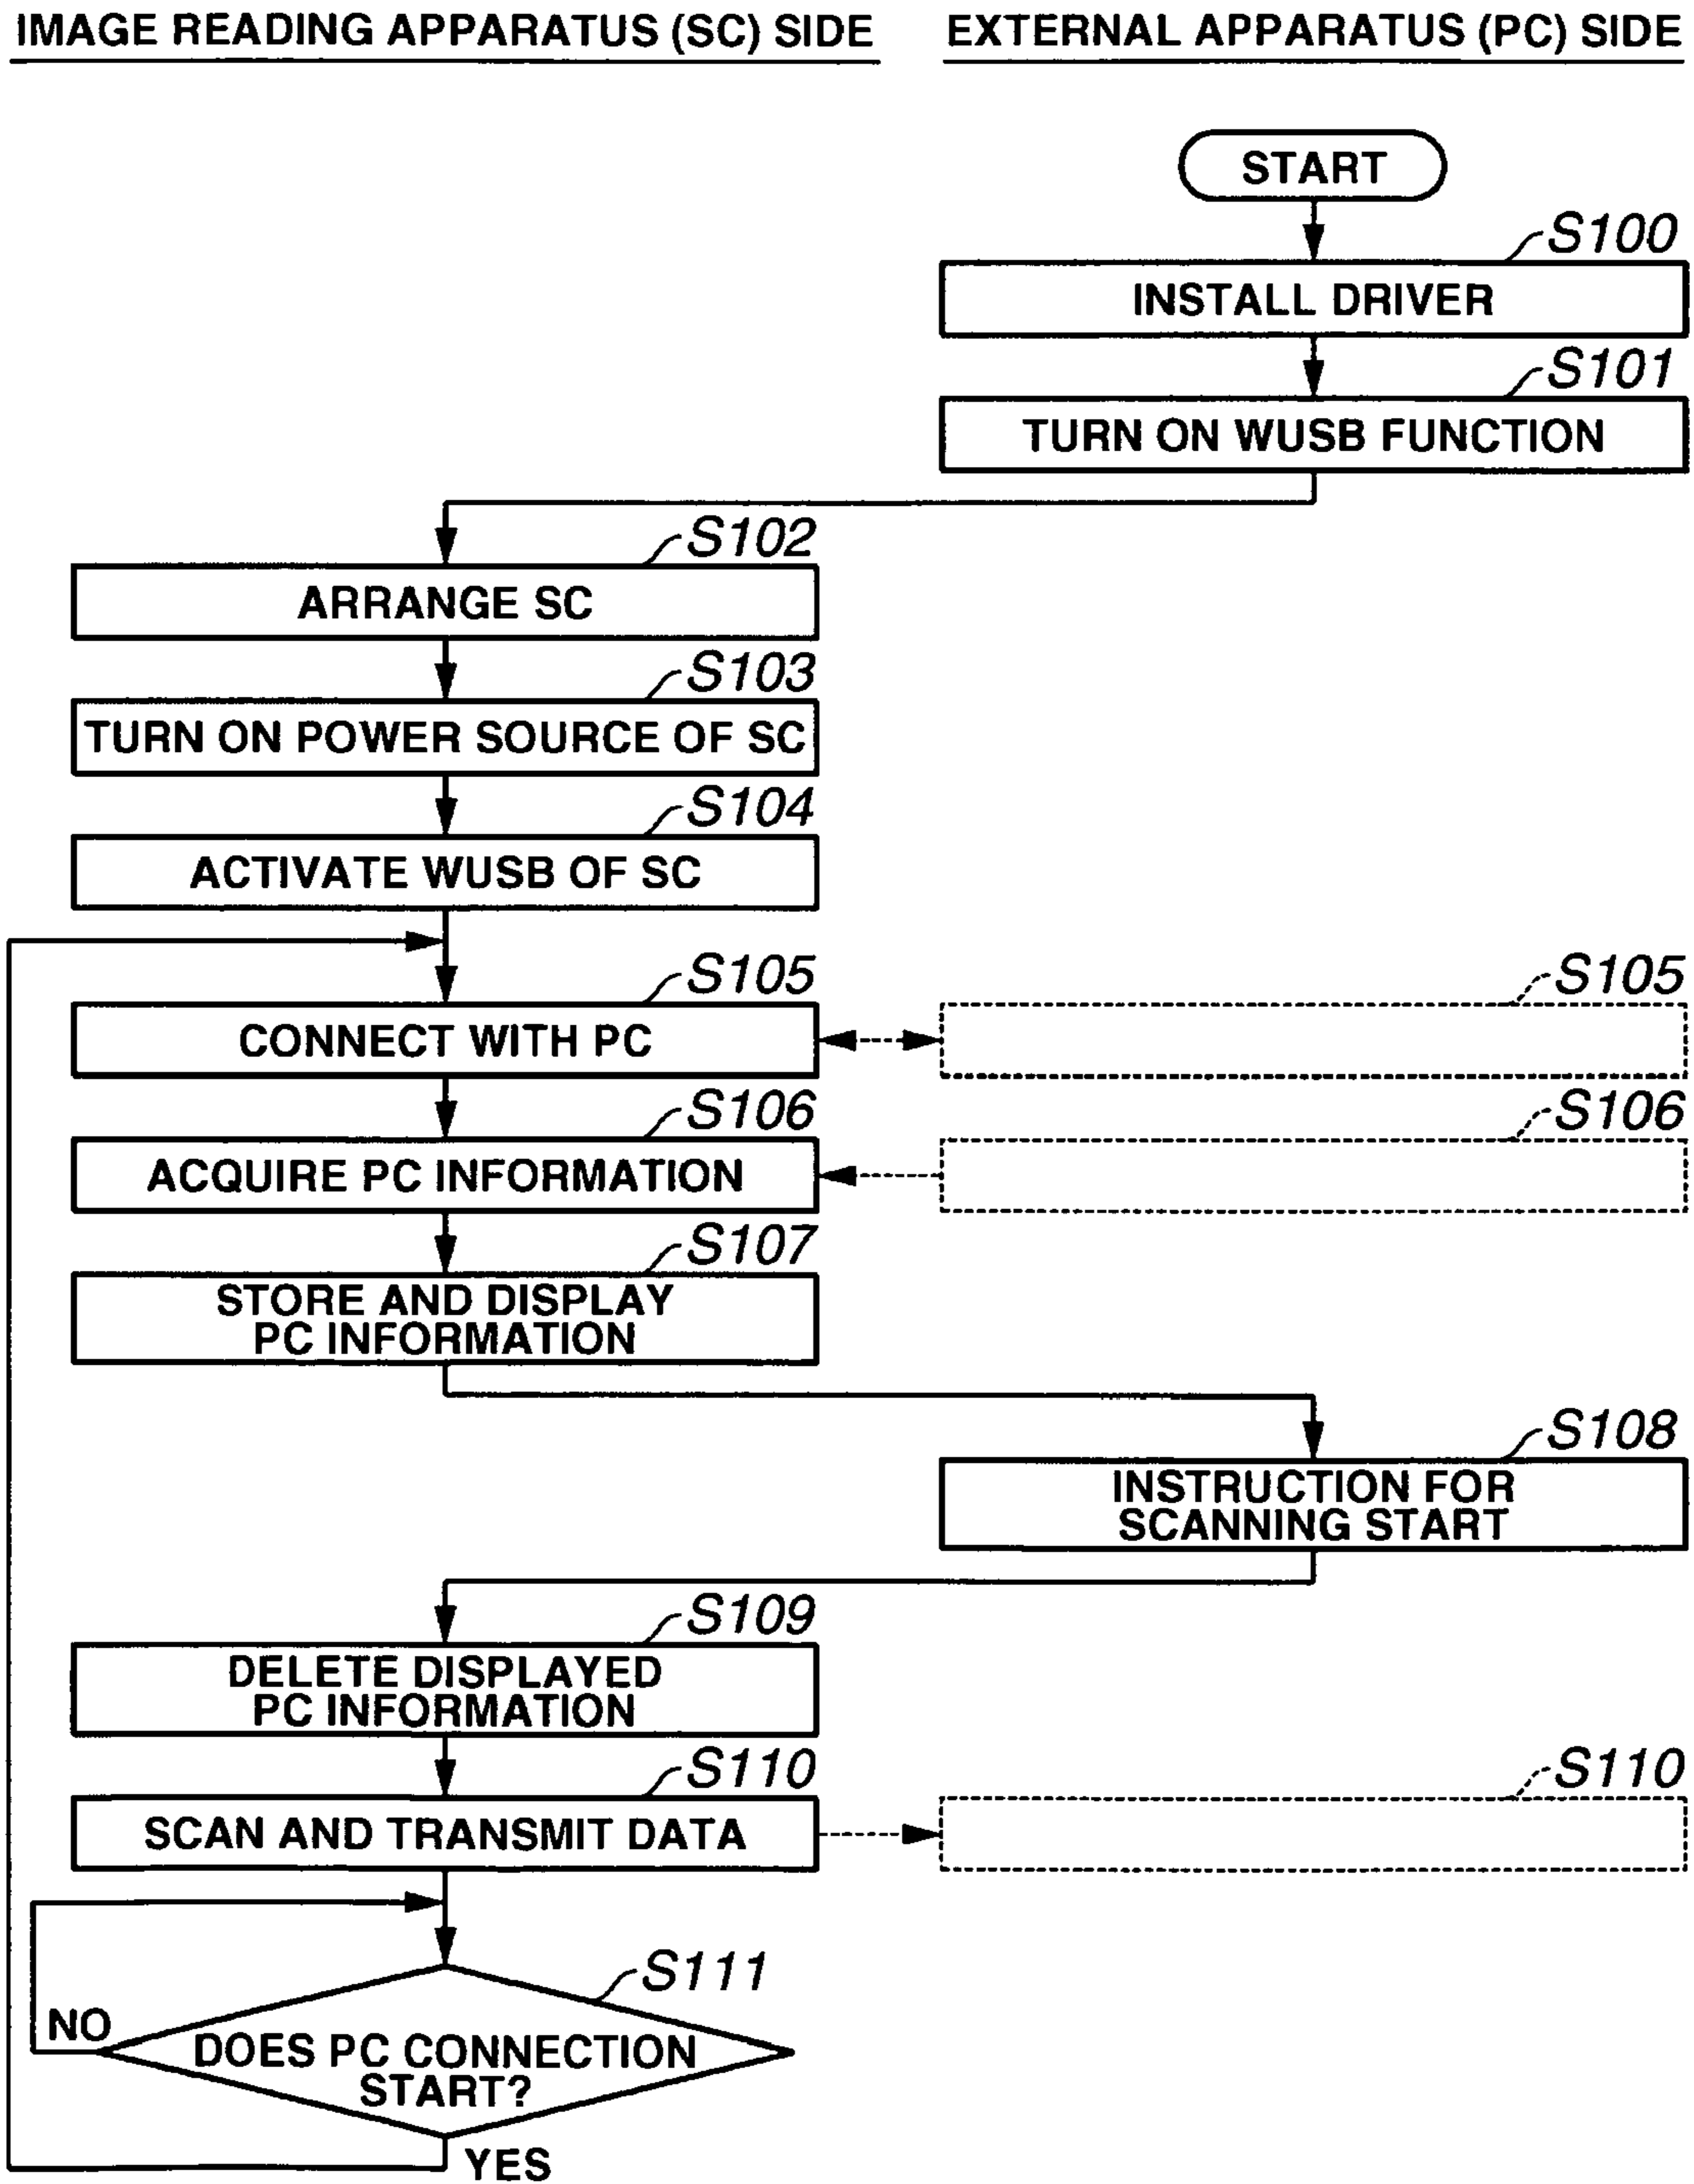 IMAGE READING APPARATUS (SC) SIDE
EXTERNAL APPARATUS (PC) SIDE
START
S100
INSTALL DRIVER
S101
TURN ON WUSB FUNCTION
S102
ARRANGE SC
S103
TURN ON POWER SOURCE OF SC
S104
ACTIVATE WUSB OF SC
S105
CONNECT WITH PC
S105
S106
ACQUIRE PC INFORMATION
S106
S107
STORE AND DISPLAY
PC INFORMATION
S108
INSTRUCTION FOR
SCANNING START
S109
DELETE DISPLAYED
PC INFORMATION
S110
SCAN AND TRANSMIT DATA
S110
S111
NO
DOES PC CONNECTION
START?
YES